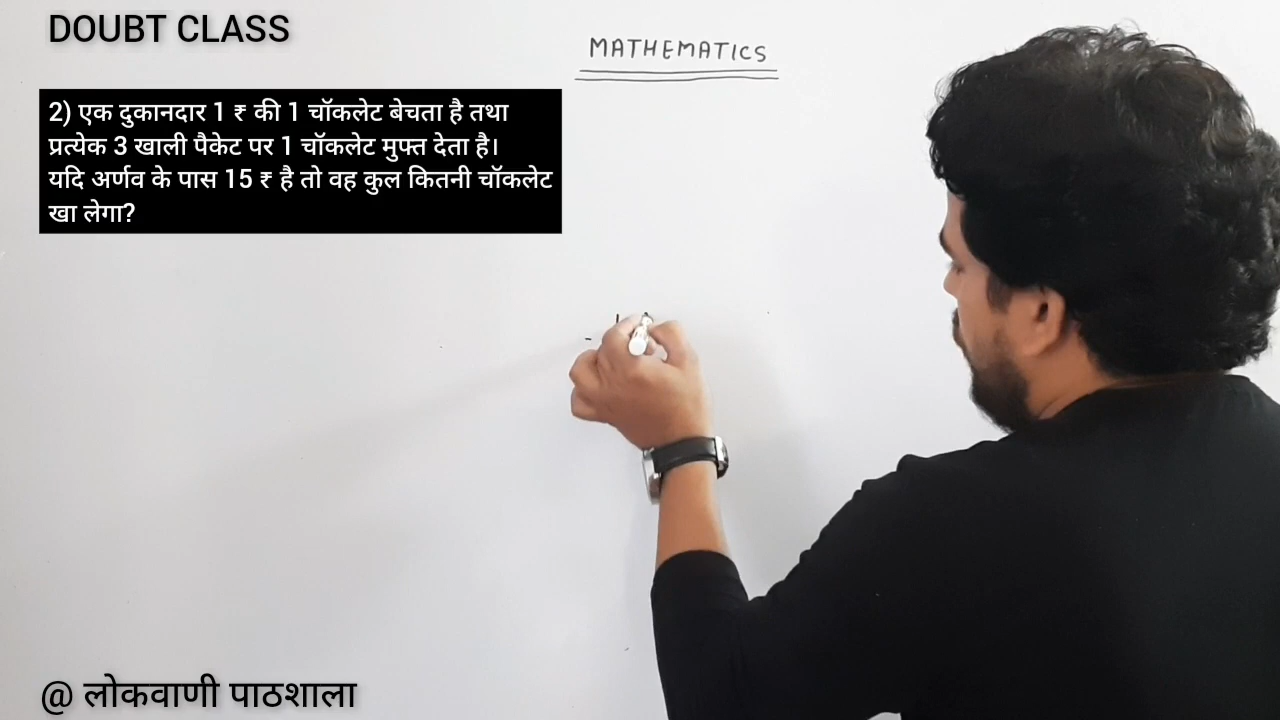 DOUBT CLASS
MATHEMATICS
2) एक दुकानदार 1 ₹ की 1 चॉकलेट बेचता है तथा
प्रत्येक 3 खाली पैकेट पर 1 चॉकलेट मुफ्त देता है।
यदि अर्णव के पास 15 ₹ है तो वह कुल कितनी चॉकलेट
खा लेगा?
@ लोकवाणी पाठशाला